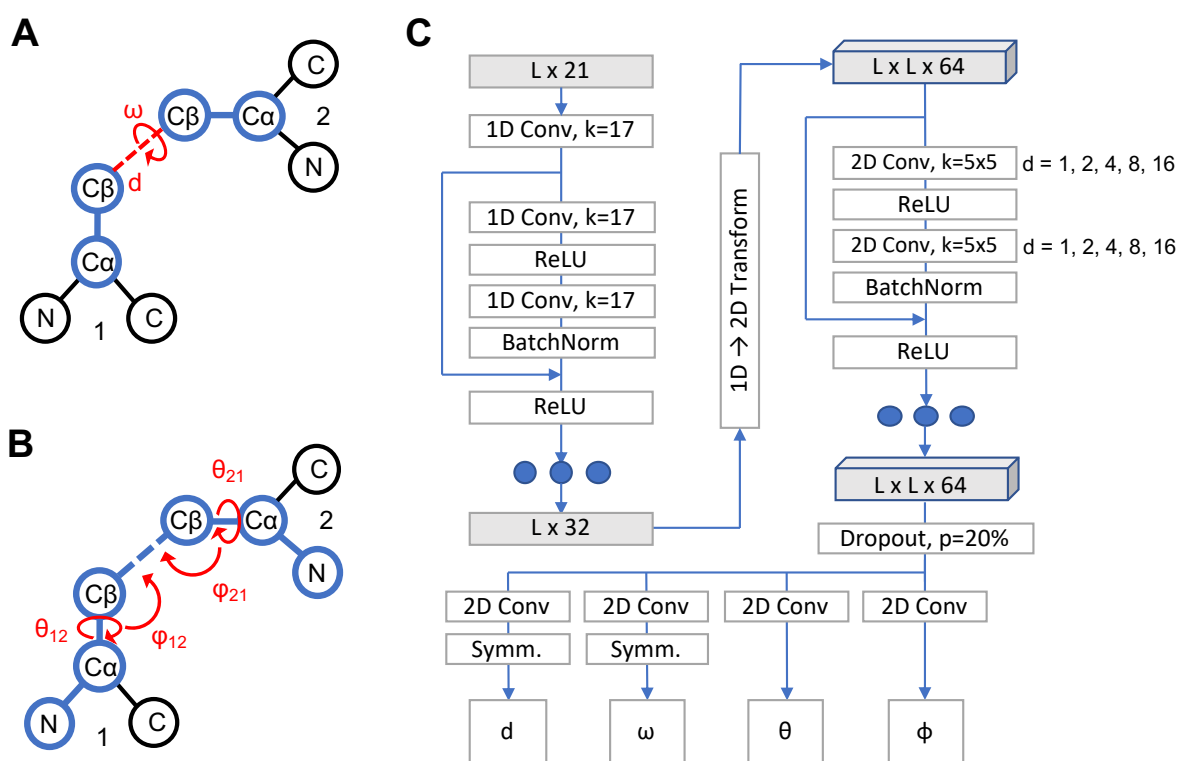 A
C
ω
Cβ
Cα
2
N
d
Cβ
Cα
N
C
1
B
θ21
C
Cβ
Cα
2
N
φ21
Cβ
θ12
φ12
Cα
N
C
1
C
L x 21
1D Conv, k=17
1D Conv, k=17
ReLU
1D Conv, k=17
BatchNorm
ReLU
L x 32
1D → 2D Transform
L x L x 64
2D Conv, k=5x5 d = 1, 2, 4, 8, 16
ReLU
2D Conv, k=5x5 d = 1, 2, 4, 8, 16
BatchNorm
ReLU
L x L x 64
Dropout, p=20%
2D Conv 2D Conv 2D Conv 2D Conv
Symm. Symm.
d ω θ ϕ